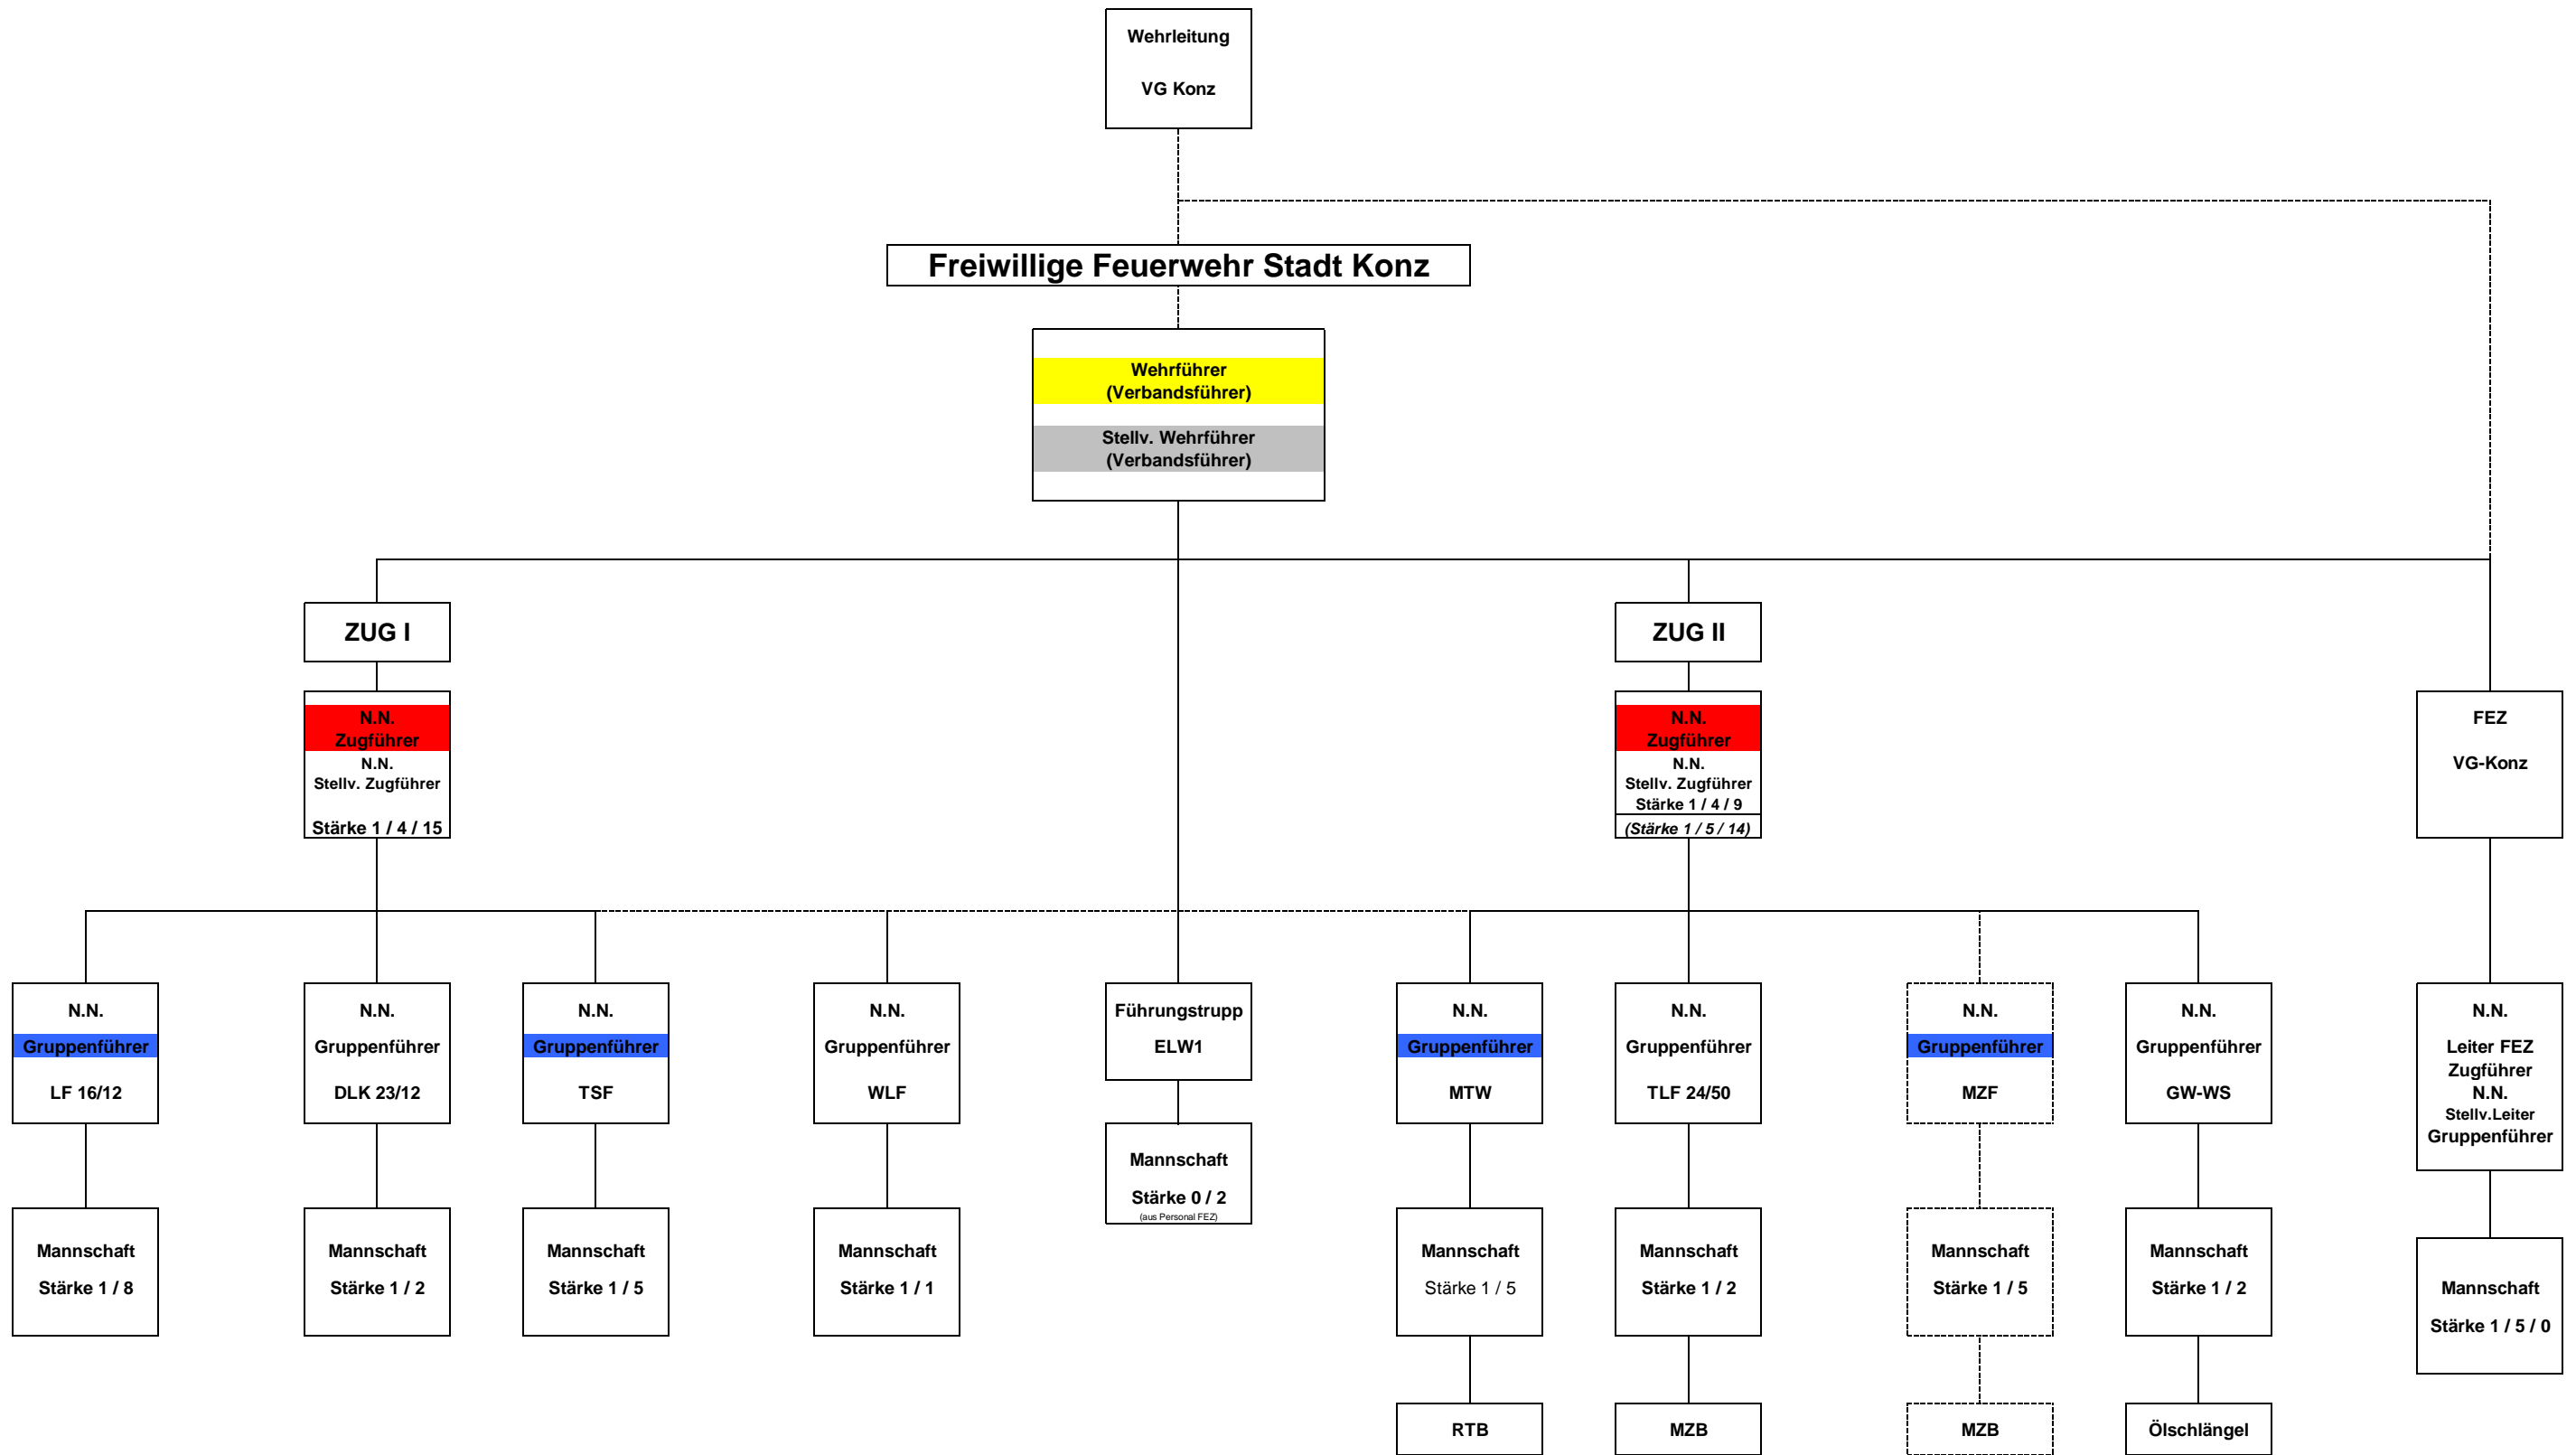 Wehrleitung
VG Konz
Freiwillige Feuerwehr Stadt Konz
Wehrführer
(Verbandsführer)
Stellv. Wehrführer
(Verbandsführer)
ZUG I
N.N.
Zugführer
N.N.
Stellv. Zugführer
Stärke 1 / 4 / 15
ZUG II
N.N.
Zugführer
N.N.
Stellv. Zugführer
Stärke 1 / 4 / 9
(Stärke 1 / 5 / 14)
FEZ
VG-Konz
N.N.
Gruppenführer
LF 16/12
Mannschaft
Stärke 1 / 8
N.N.
Gruppenführer
DLK 23/12
Mannschaft
Stärke 1 / 2
N.N.
Gruppenführer
TSF
Mannschaft
Stärke 1 / 5
N.N.
Gruppenführer
WLF
Mannschaft
Stärke 1 / 1
Führungstrupp
ELW1
Mannschaft
Stärke 0 / 2
(aus Personal FEZ)
N.N.
Gruppenführer
MTW
Mannschaft
Stärke 1 / 5
RTB
N.N.
Gruppenführer
TLF 24/50
Mannschaft
Stärke 1 / 2
MZB
N.N.
Gruppenführer
MZF
Mannschaft
Stärke 1 / 5
MZB
N.N.
Gruppenführer
GW-WS
Mannschaft
Stärke 1 / 2
Ölschlängel
N.N.
Leiter FEZ
Zugführer
N.N.
Stellv.Leiter
Gruppenführer
Mannschaft
Stärke 1 / 5 / 0